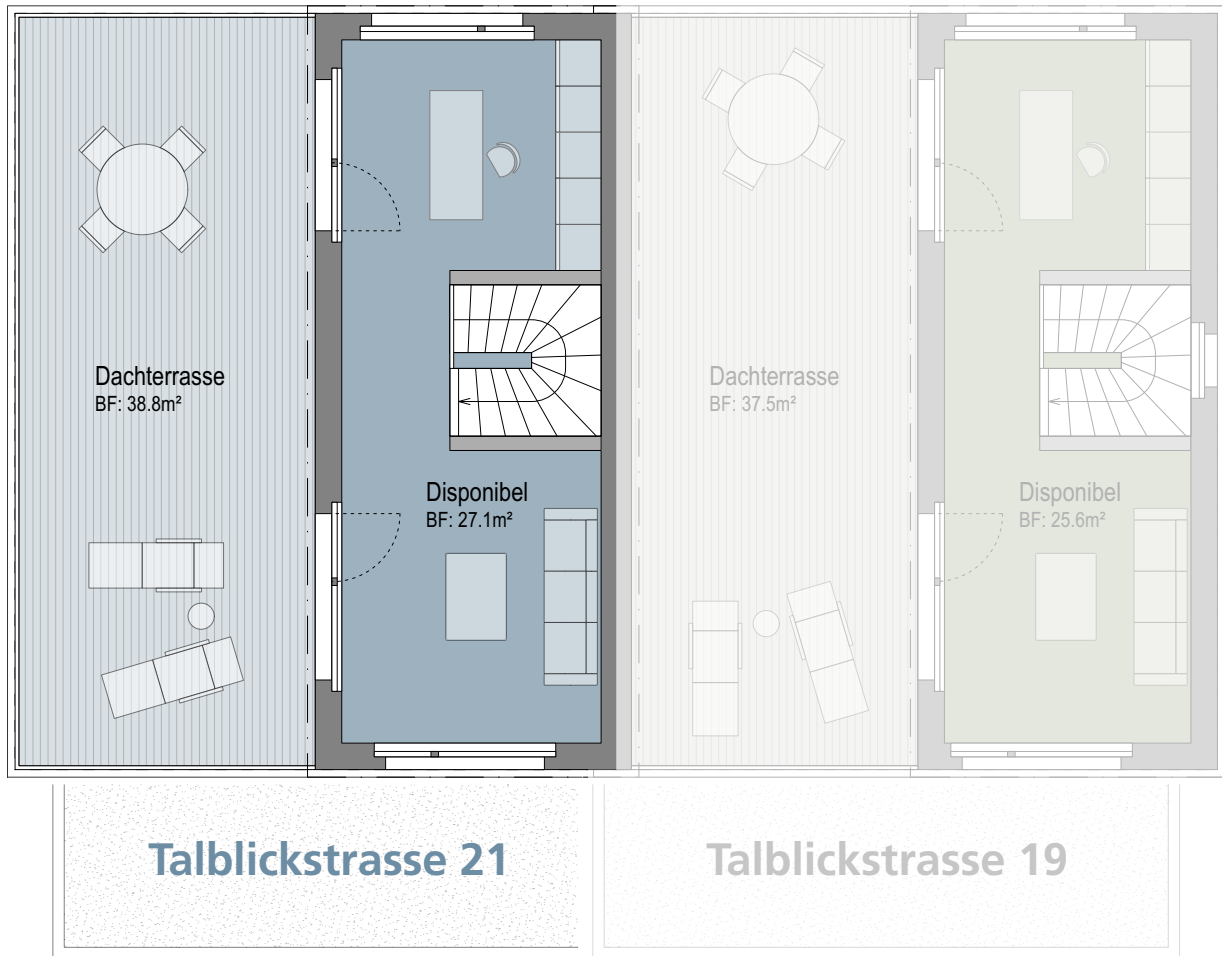 Dachterrasse
BF: 38.8m²
Disponibel
BF: 27.1m²
Dachterrasse
BF: 37.5m²
Disponibel
BF: 25.6m²
Talblickstrasse 21
Talblickstrasse 19